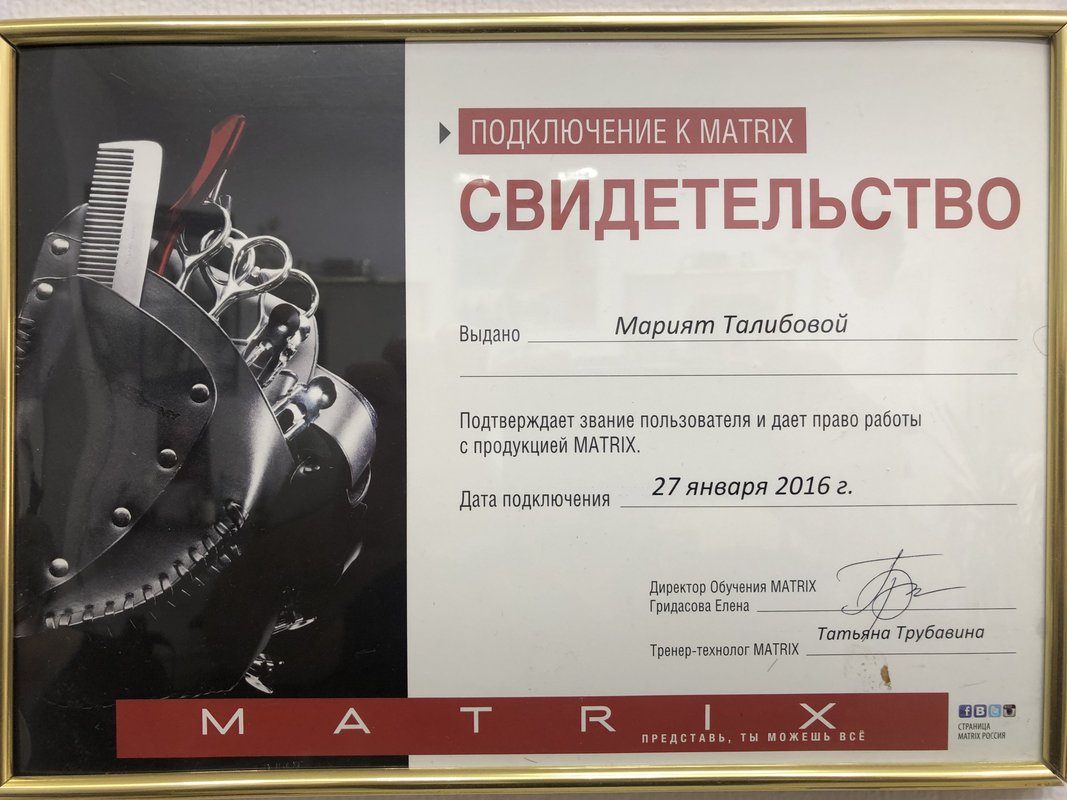 ПОДКЛЮЧЕНИЕ К MATRIX
СВИДЕТЕЛЬСТВО
Выдано Марият Талибовой
Подтверждает звание пользователя и дает право работы
с продукцией MATRIX.
Дата подключения 27 января 2016 г.
Директор Обучения MATRIX
Гридасова Елена
Татьяна Трубавина
Тренер-технолог MATRIX
MATRIX
ПРЕДСТАВЬ, ТЫ МОЖЕШЬ ВСЁ
СТРАНИЦА
MATRIX РОССИЯ